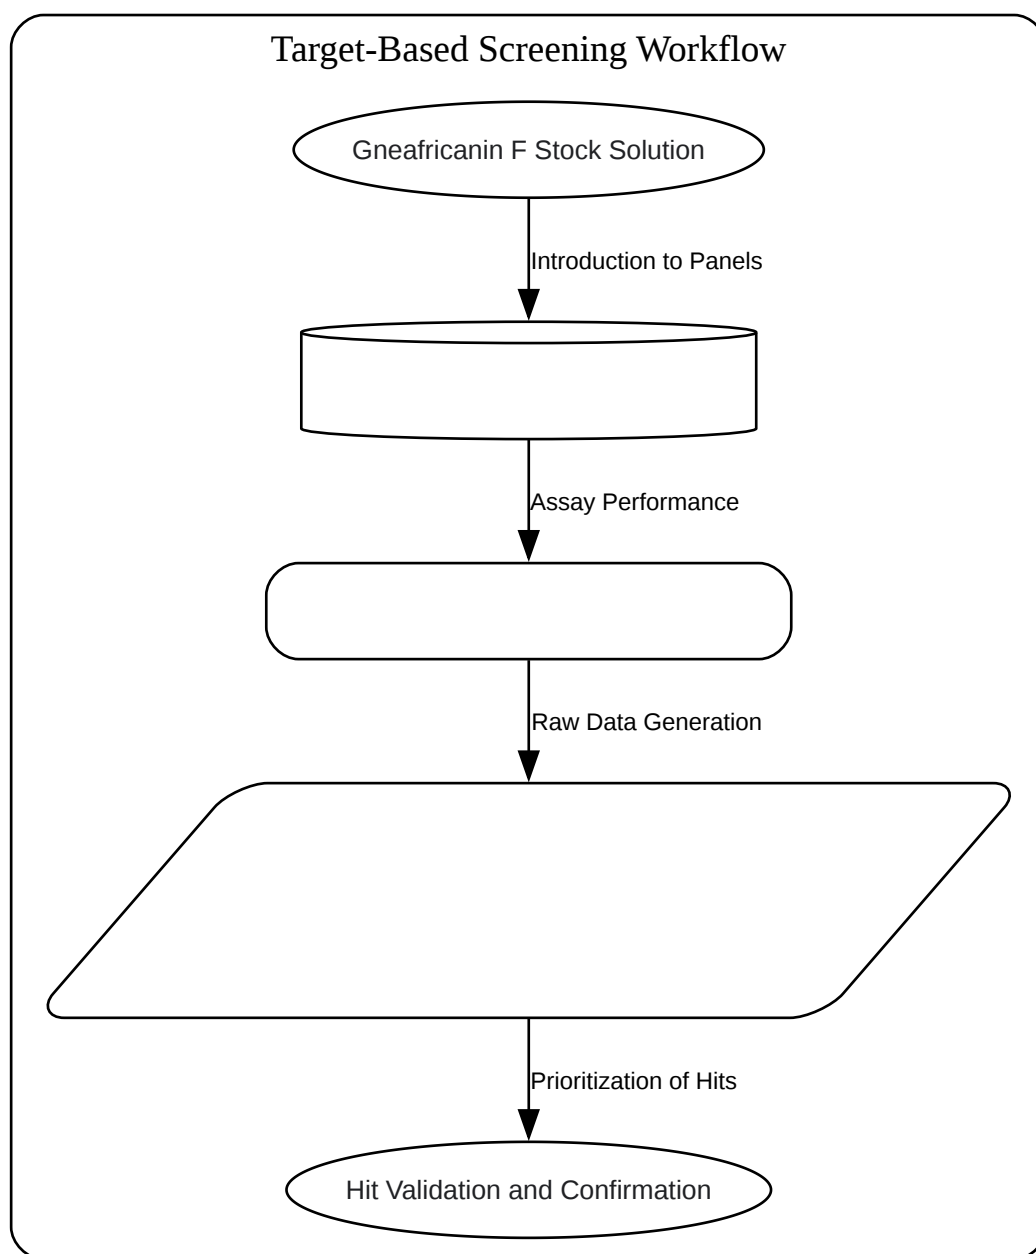 Target-Based Screening Workflow
Gneafricanin F Stock Solution
Introduction to Panels
Assay Performance
Raw Data Generation
Prioritization of Hits
Hit Validation and Confirmation